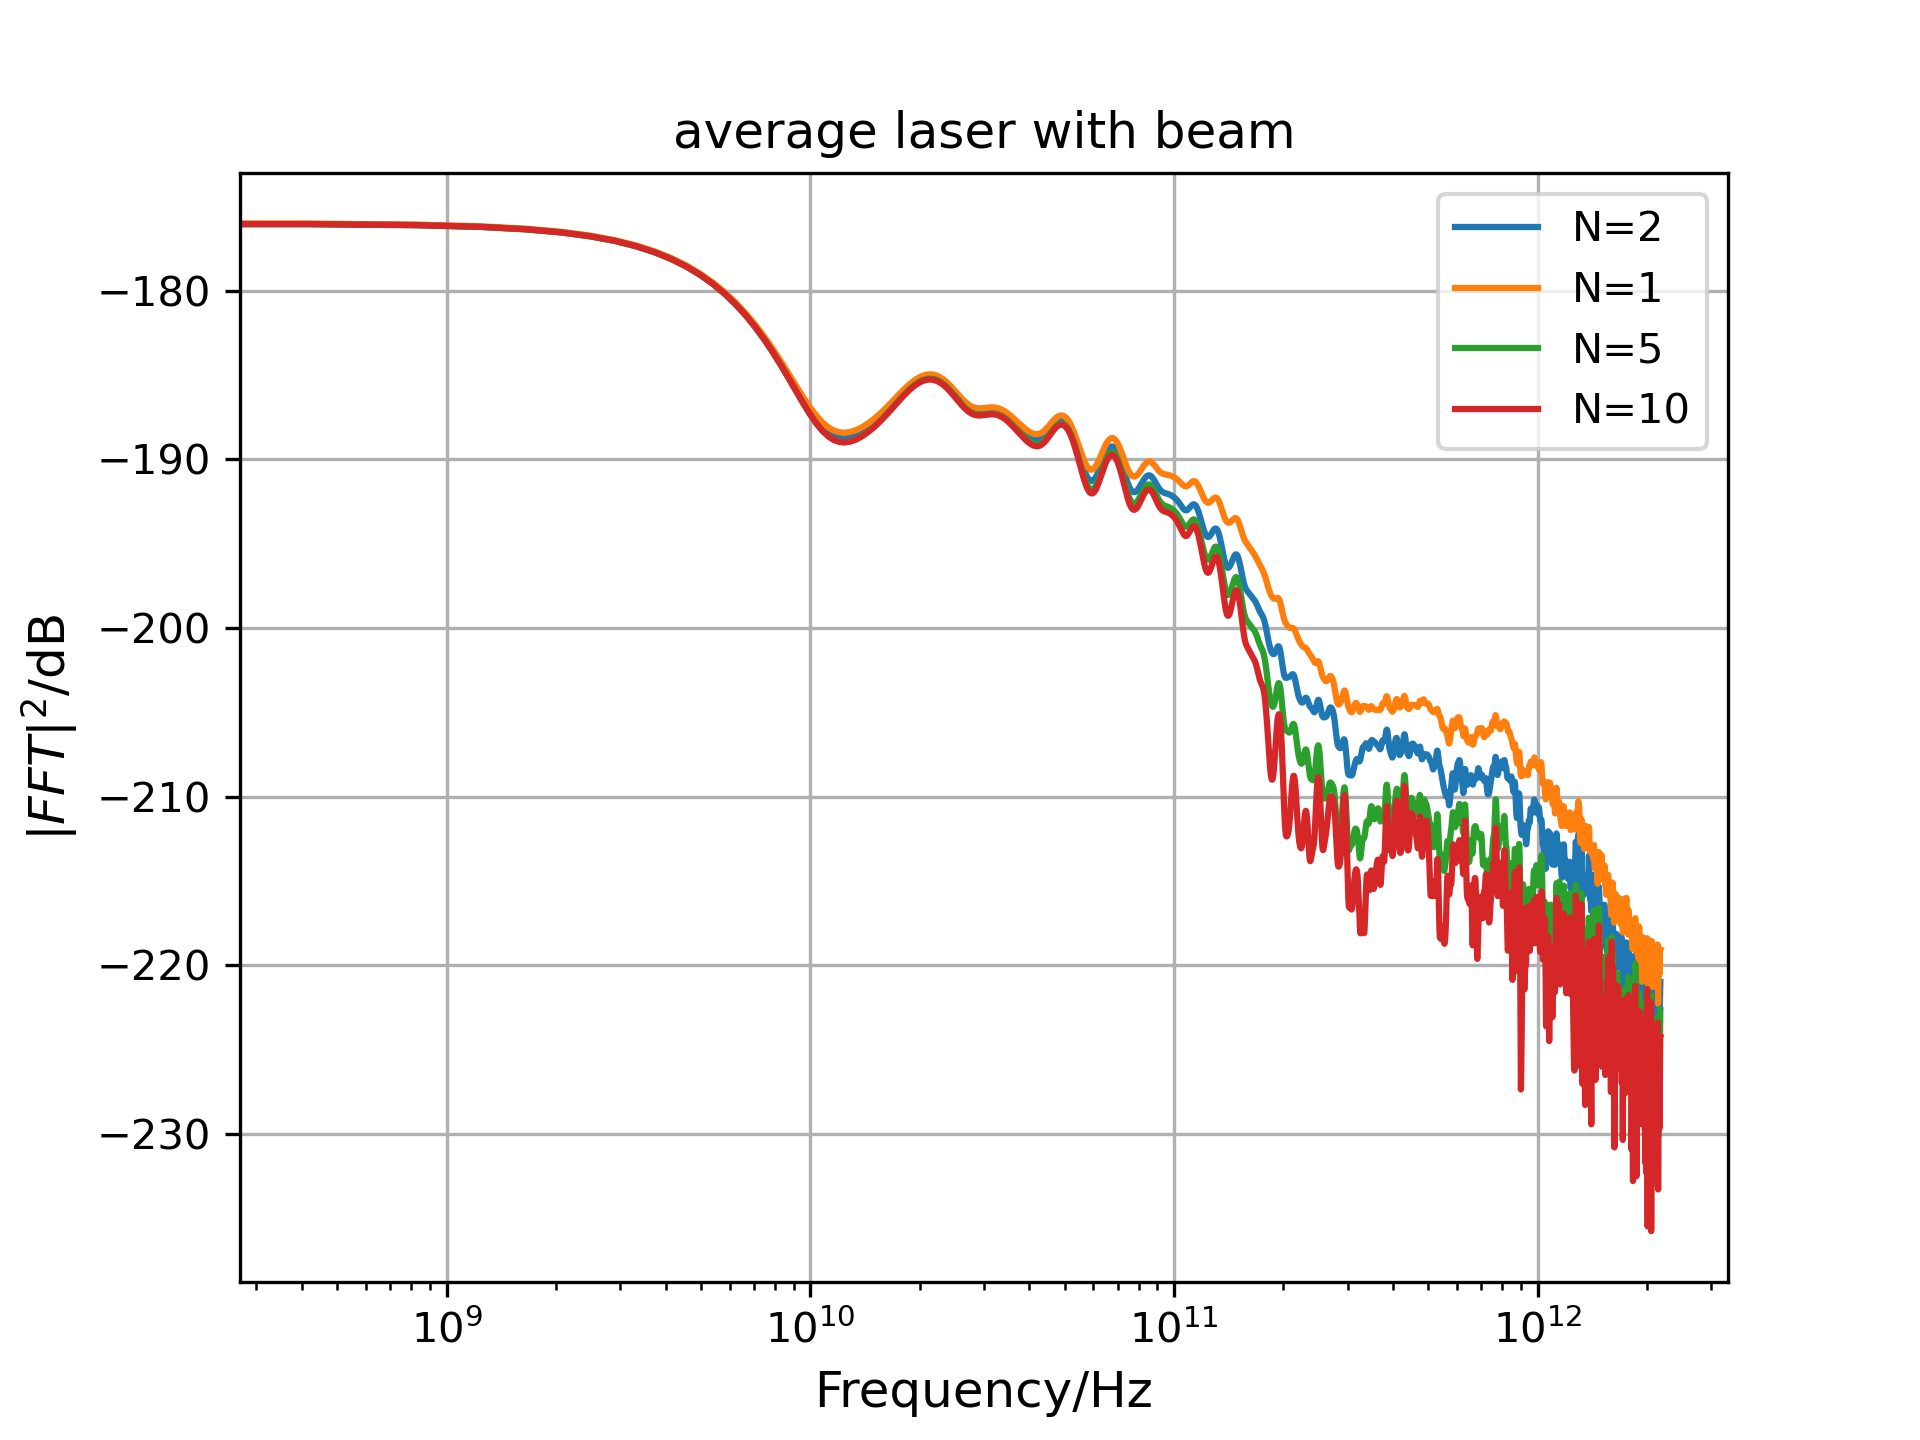 average laser with beam
N=2
N=1
N=5
N=10
|FFT|²/dB
−180
−190
−200
−210
−220
−230
10⁹
10¹⁰
10¹¹
10¹²
Frequency/Hz